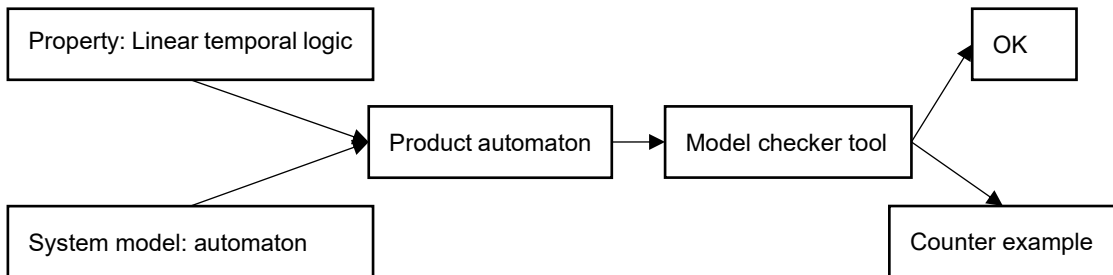 Property: Linear temporal logic
OK
Product automaton
Model checker tool
System model: automaton
Counter example